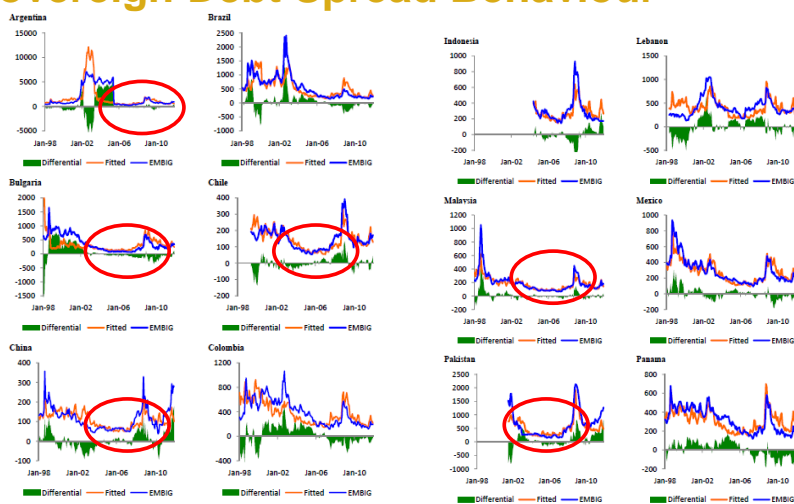 Sovereign Debt Spread Behaviour
Argentina
15000
10000
5000
0
-5000
Jan-98 Jan-02 Jan-06 Jan-10
Differential Fitted EMBIG
Brazil
2500
2000
1500
1000
500
0
-500
-1000
Jan-98 Jan-02 Jan-06 Jan-10
Differential Fitted EMBIG
Indonesia
1000
800
600
400
200
0
-200
Jan-98 Jan-02 Jan-06 Jan-10
Differential Fitted EMBIG
Lebanon
1500
1000
500
0
-500
Jan-98 Jan-02 Jan-06 Jan-10
Differential Fitted EMBIG
Bulgaria
2000
1500
1000
500
0
-500
-1000
-1500
Jan-98 Jan-02 Jan-06 Jan-10
Differential Fitted EMBIG
Chile
400
300
200
100
0
-100
-200
Jan-98 Jan-02 Jan-06 Jan-10
Differential Fitted EMBIG
Malaysia
1200
1000
800
600
400
200
0
-200
Jan-98 Jan-02 Jan-06 Jan-10
Differential Fitted EMBIG
Mexico
1200
1000
800
600
400
200
0
-200
Jan-98 Jan-02 Jan-06 Jan-10
Differential Fitted EMBIG
China
400
300
200
100
0
-100
Jan-98 Jan-02 Jan-06 Jan-10
Differential Fitted EMBIG
Colombia
1200
800
400
0
-400
Jan-98 Jan-02 Jan-06 Jan-10
Differential Fitted EMBIG
Pakistan
2500
2000
1500
1000
500
0
-500
-1000
Jan-98 Jan-02 Jan-06 Jan-10
Differential Fitted EMBIG
Panama
800
600
400
200
0
-200
Jan-98 Jan-02 Jan-06 Jan-10
Differential Fitted EMBIG